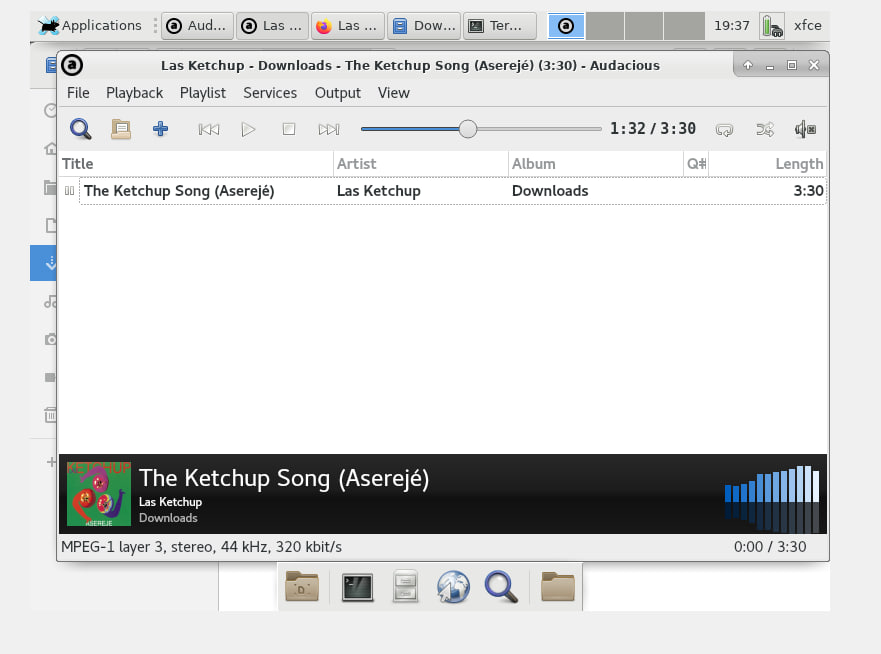 Applications
Aud...
Las ...
Las ...
Dow...
Ter...
19:37
xfce
Las Ketchup - Downloads - The Ketchup Song (Aserejé) (3:30) - Audacious
File Playback Playlist Services Output View
1:32 / 3:30
Title Artist Album Q# Length
The Ketchup Song (Aserejé) Las Ketchup Downloads 3:30
KETCHUP
ASEREJE
The Ketchup Song (Aserejé)
Las Ketchup
Downloads
MPEG-1 layer 3, stereo, 44 kHz, 320 kbit/s 0:00 / 3:30